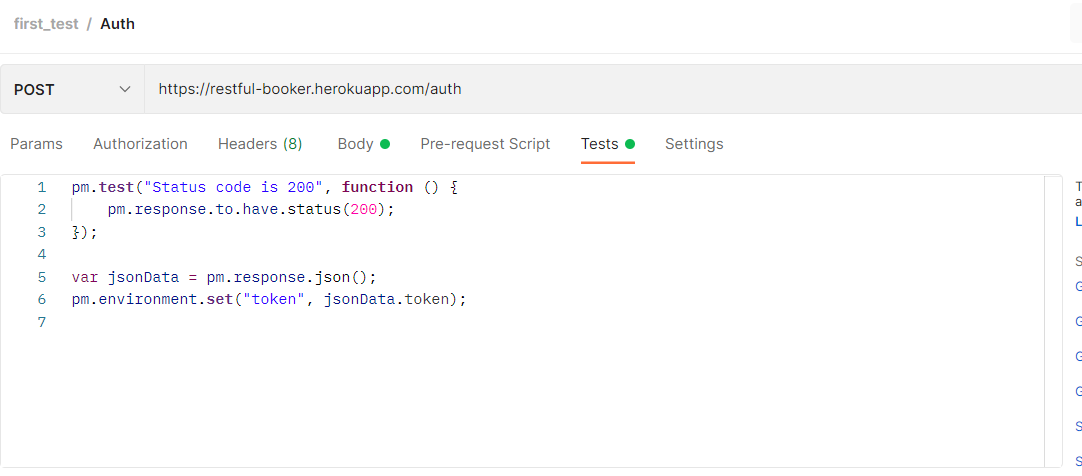 first_test / Auth
POST
https://restful-booker.herokuapp.com/auth
Params Authorization Headers (8) Body Pre-request Script Tests Settings
1 pm.test("Status code is 200", function () {
2 pm.response.to.have.status(200);
3 });
4
5 var jsonData = pm.response.json();
6 pm.environment.set("token", jsonData.token);
7